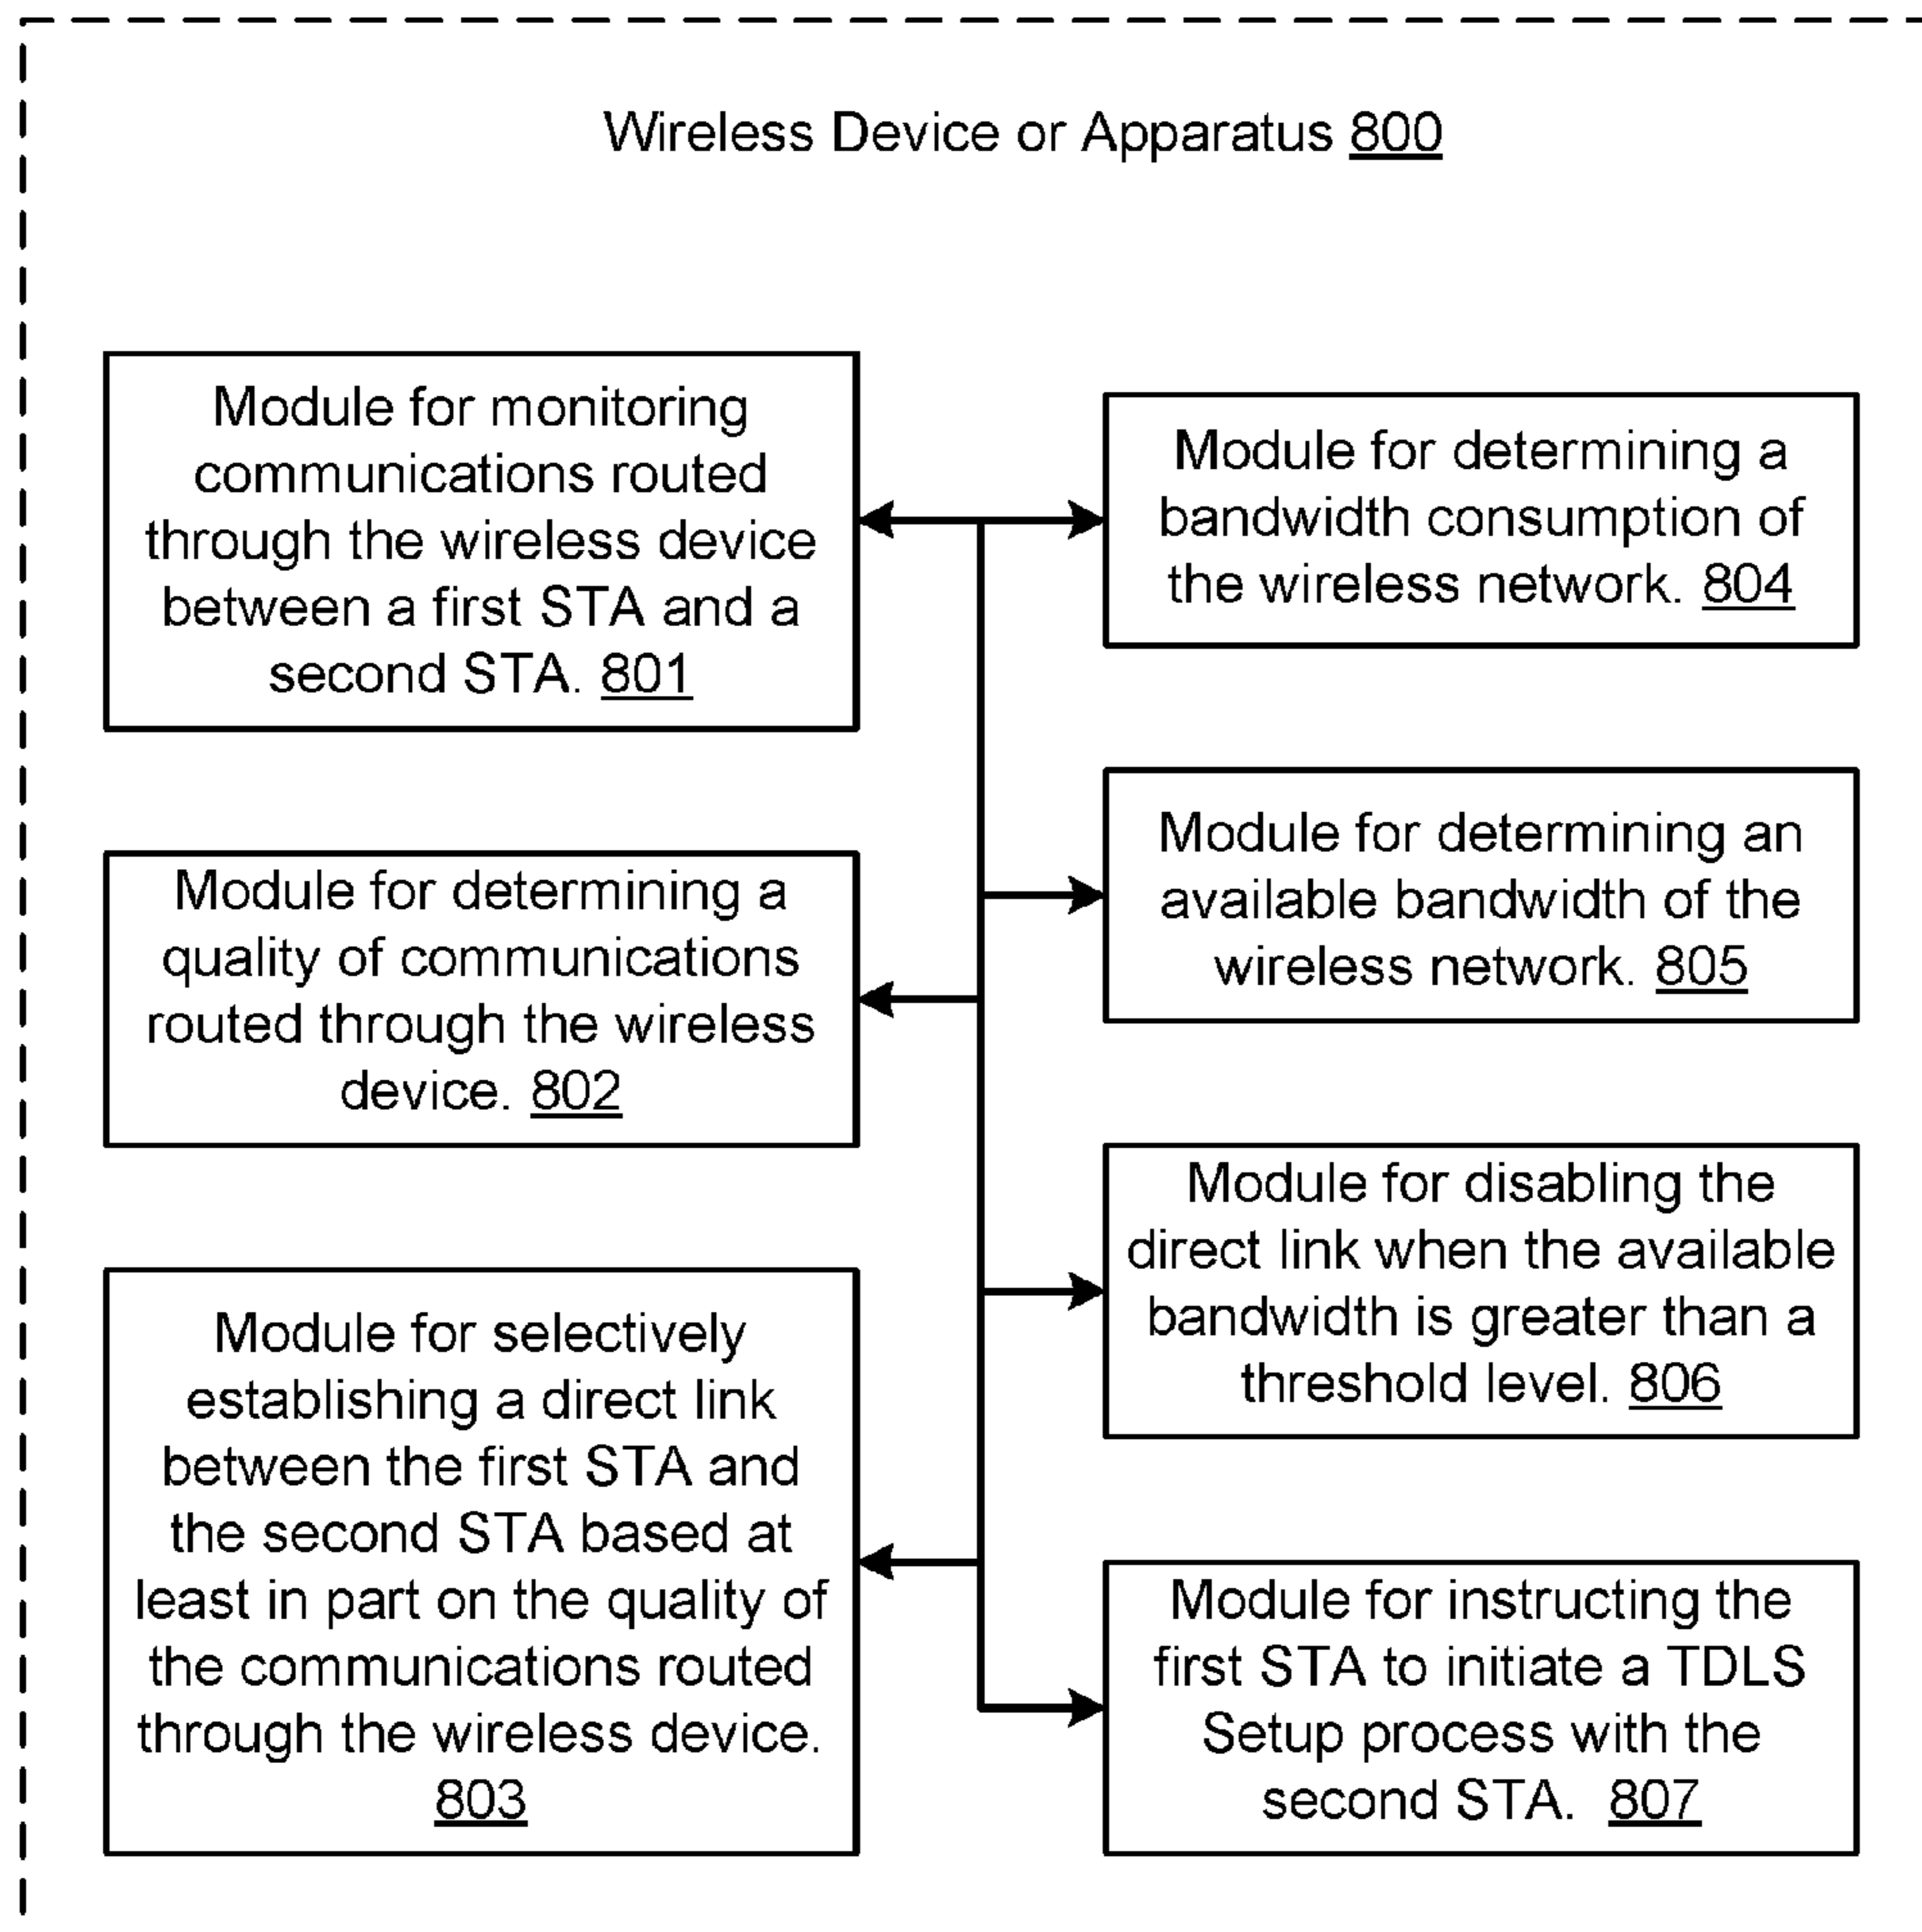 Wireless Device or Apparatus 800
Module for monitoring
communications routed
through the wireless device
between a first STA and a
second STA. 801
Module for determining a
quality of communications
routed through the wireless
device. 802
Module for selectively
establishing a direct link
between the first STA and
the second STA based at
least in part on the quality of
the communications routed
through the wireless device.
803
Module for determining a
bandwidth consumption of
the wireless network. 804
Module for determining an
available bandwidth of the
wireless network. 805
Module for disabling the
direct link when the available
bandwidth is greater than a
threshold level. 806
Module for instructing the
first STA to initiate a TDLS
Setup process with the
second STA. 807